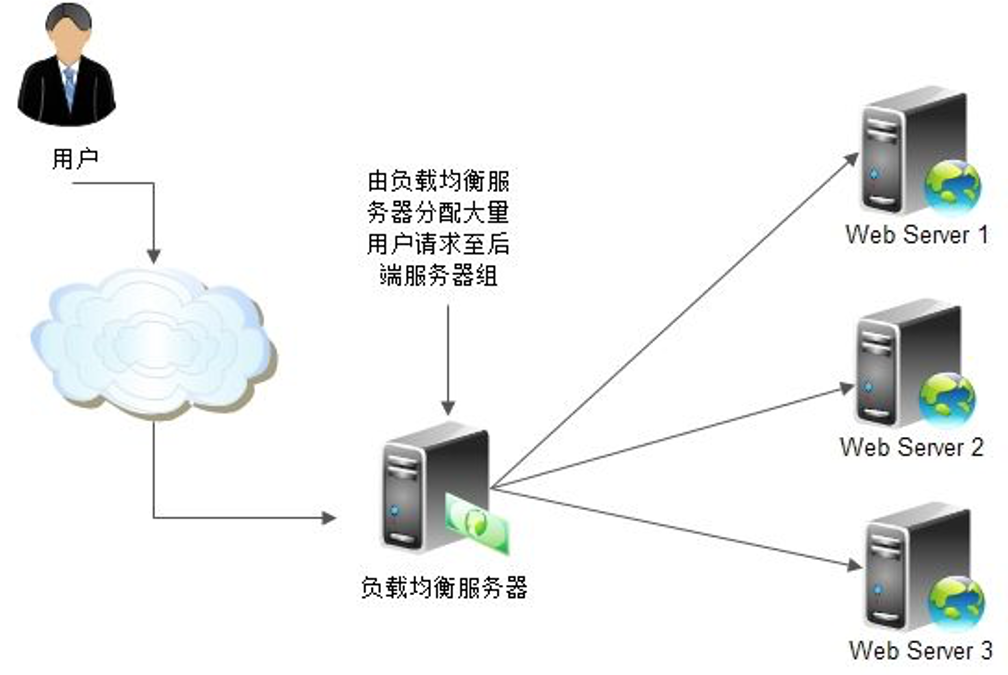 用户
由负载均衡服
务器分配大量
用户请求至后
端服务器组
负载均衡服务器
Web Server 1
Web Server 2
Web Server 3